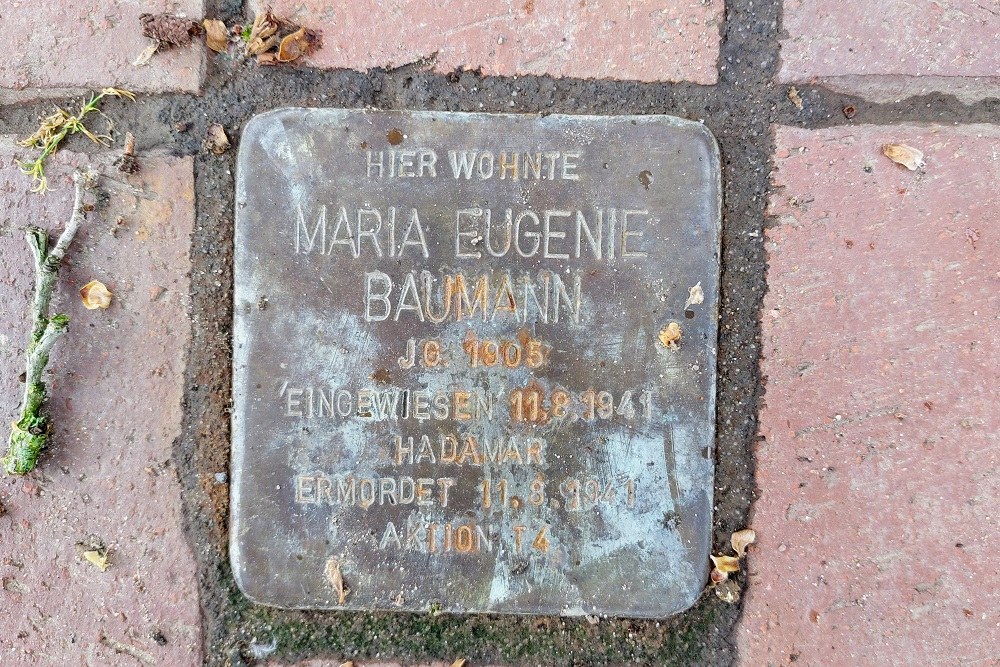 HIER WOHNTE
MARIA EUGENIE
BAUMANN
JG. 1905
EINGEWIESEN 11.8.1941
HADAMAR
ERMORDET 11.8.1941
AKTION T4